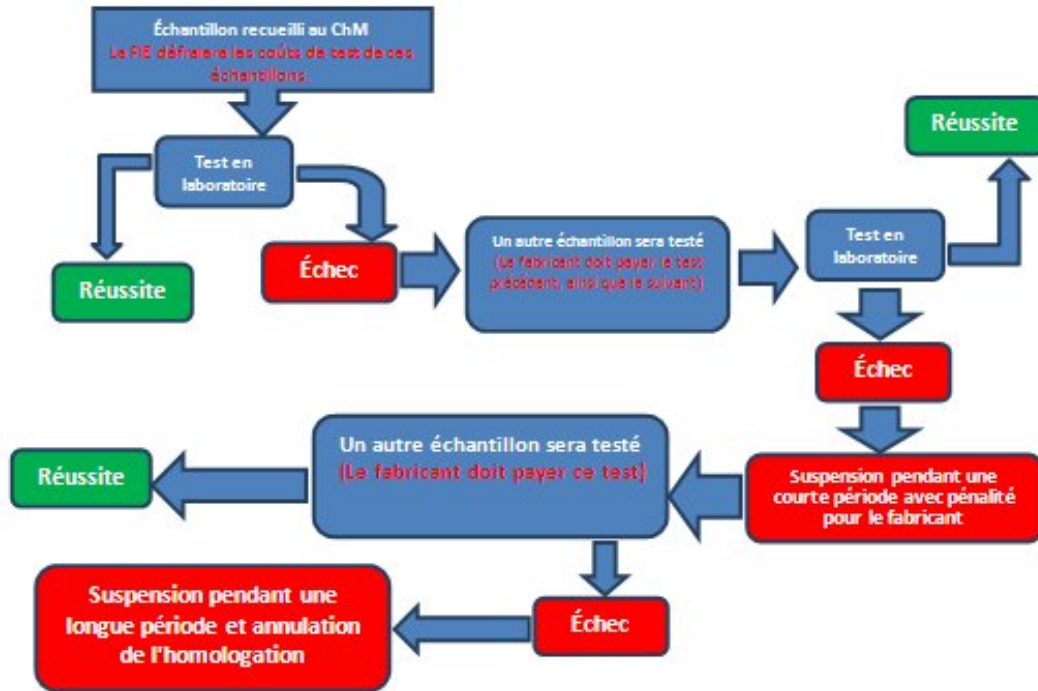 Échantillon recueilli au ChM
La FIE défraiera les coûts de test de ces
échantillons.
Test en
laboratoire
Réussite
Échec
Un autre échantillon sera testé
(Le fabricant doit payer le test
précédent, ainsi que le suivant)
Test en
laboratoire
Réussite
Échec
Suspension pendant une
courte période avec pénalité
pour le fabricant
Un autre échantillon sera testé
(Le fabricant doit payer ce test)
Réussite
Échec
Suspension pendant une
longue période et annulation
de l'homologation